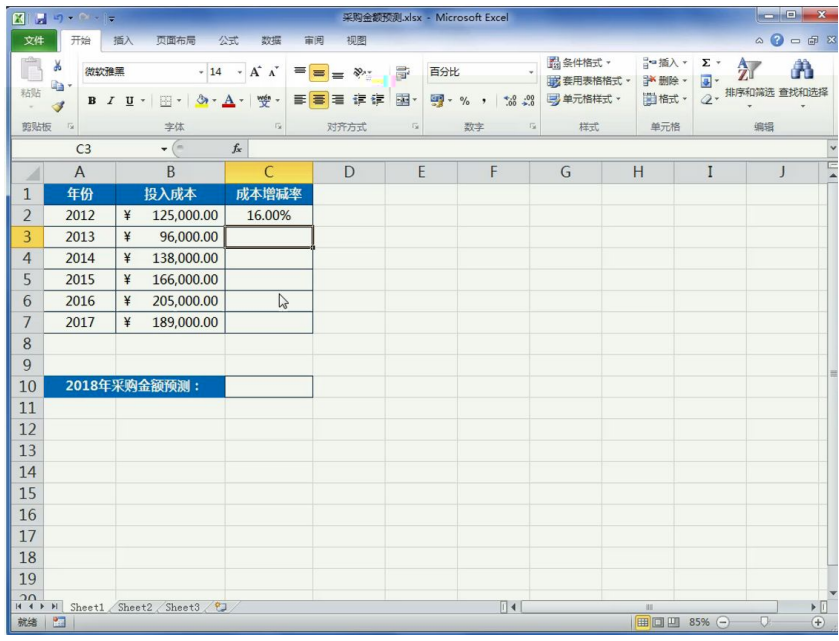 采购金额预测.xlsx - Microsoft Excel
文件 开始 插入 页面布局 公式 数据 审阅 视图
微软雅黑 14 A A 百分比 条件格式 插入 Σ
粘贴 套用表格格式 删除
B I U A wén % , 单元格样式 格式 排序和筛选 查找和选择
剪贴板 字体 对齐方式 数字 样式 单元格 编辑
C3 fx
A B C D E F G H I J
1 年份 投入成本 成本增减率
2 2012 ¥ 125,000.00 16.00%
3 2013 ¥ 96,000.00
4 2014 ¥ 138,000.00
5 2015 ¥ 166,000.00
6 2016 ¥ 205,000.00
7 2017 ¥ 189,000.00
8
9
10 2018年采购金额预测：
11
12
13
14
15
16
17
18
19
20
Sheet1 Sheet2 Sheet3
就绪 85%